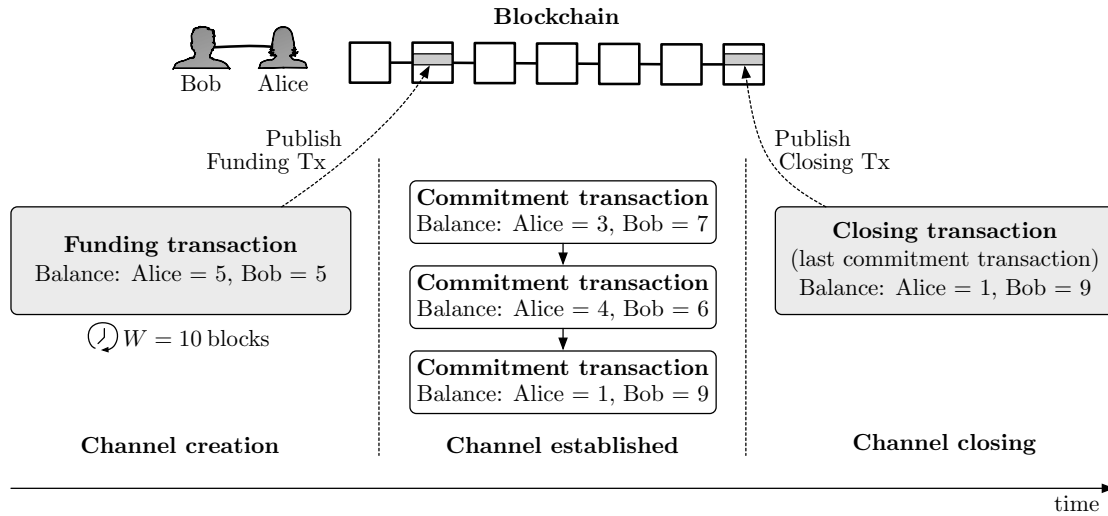 Blockchain
Bob
Alice
Publish
Funding Tx
Publish
Closing Tx
Funding transaction
Balance: Alice = 5, Bob = 5
W = 10 blocks
Commitment transaction
Balance: Alice = 3, Bob = 7
Commitment transaction
Balance: Alice = 4, Bob = 6
Commitment transaction
Balance: Alice = 1, Bob = 9
Closing transaction
(last commitment transaction)
Balance: Alice = 1, Bob = 9
Channel creation
Channel established
Channel closing
time